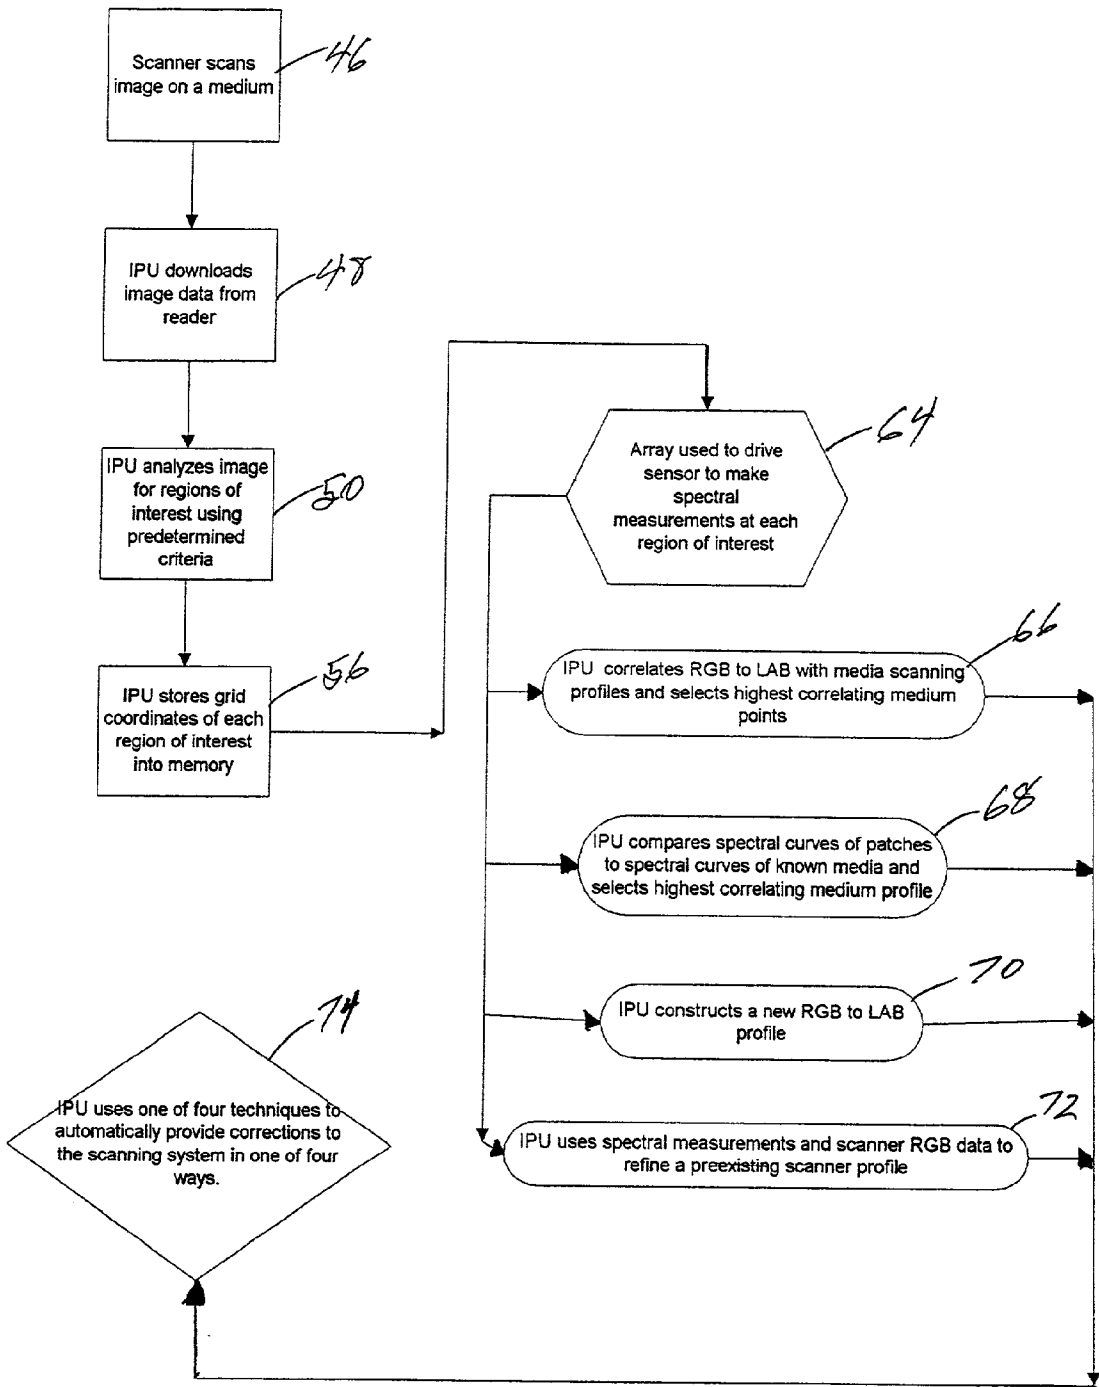 Scanner scans
image on a medium
46
IPU downloads
image data from
reader
48
IPU analyzes image
for regions of
interest using
predetermined
criteria
50
IPU stores grid
coordinates of each
region of interest
into memory
56
Array used to drive
sensor to make
spectral
measurements at each
region of interest
64
IPU correlates RGB to LAB with media scanning
profiles and selects highest correlating medium
points
66
IPU compares spectral curves of patches
to spectral curves of known media and
selects highest correlating medium profile
68
IPU constructs a new RGB to LAB
profile
70
IPU uses spectral measurements and scanner RGB data to
refine a preexisting scanner profile
72
IPU uses one of four techniques to
automatically provide corrections to
the scanning system in one of four
ways.
74